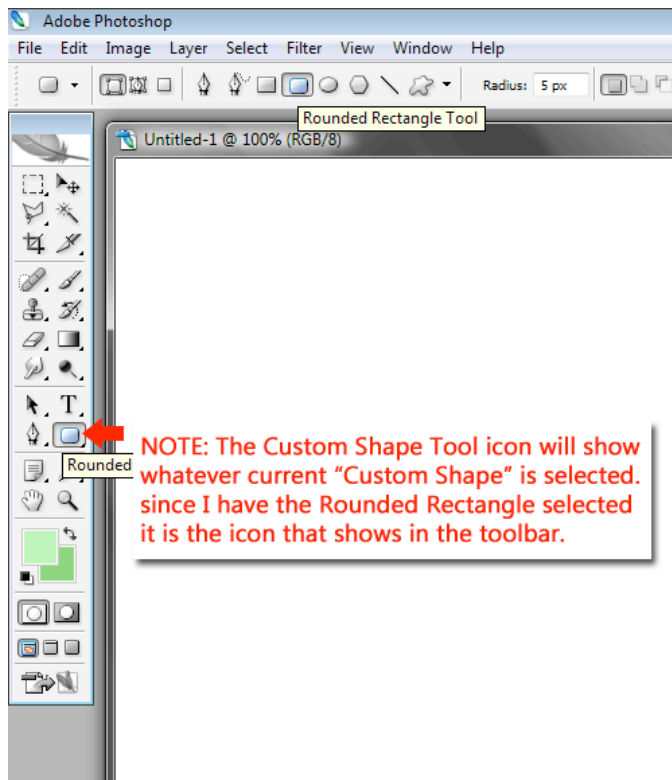 Adobe Photoshop
File Edit Image Layer Select Filter View Window Help
Radius: 5 px
Rounded Rectangle Tool
Untitled-1 @ 100% (RGB/8)
T
Rounded
NOTE: The Custom Shape Tool icon will show
whatever current “Custom Shape” is selected.
since I have the Rounded Rectangle selected
it is the icon that shows in the toolbar.